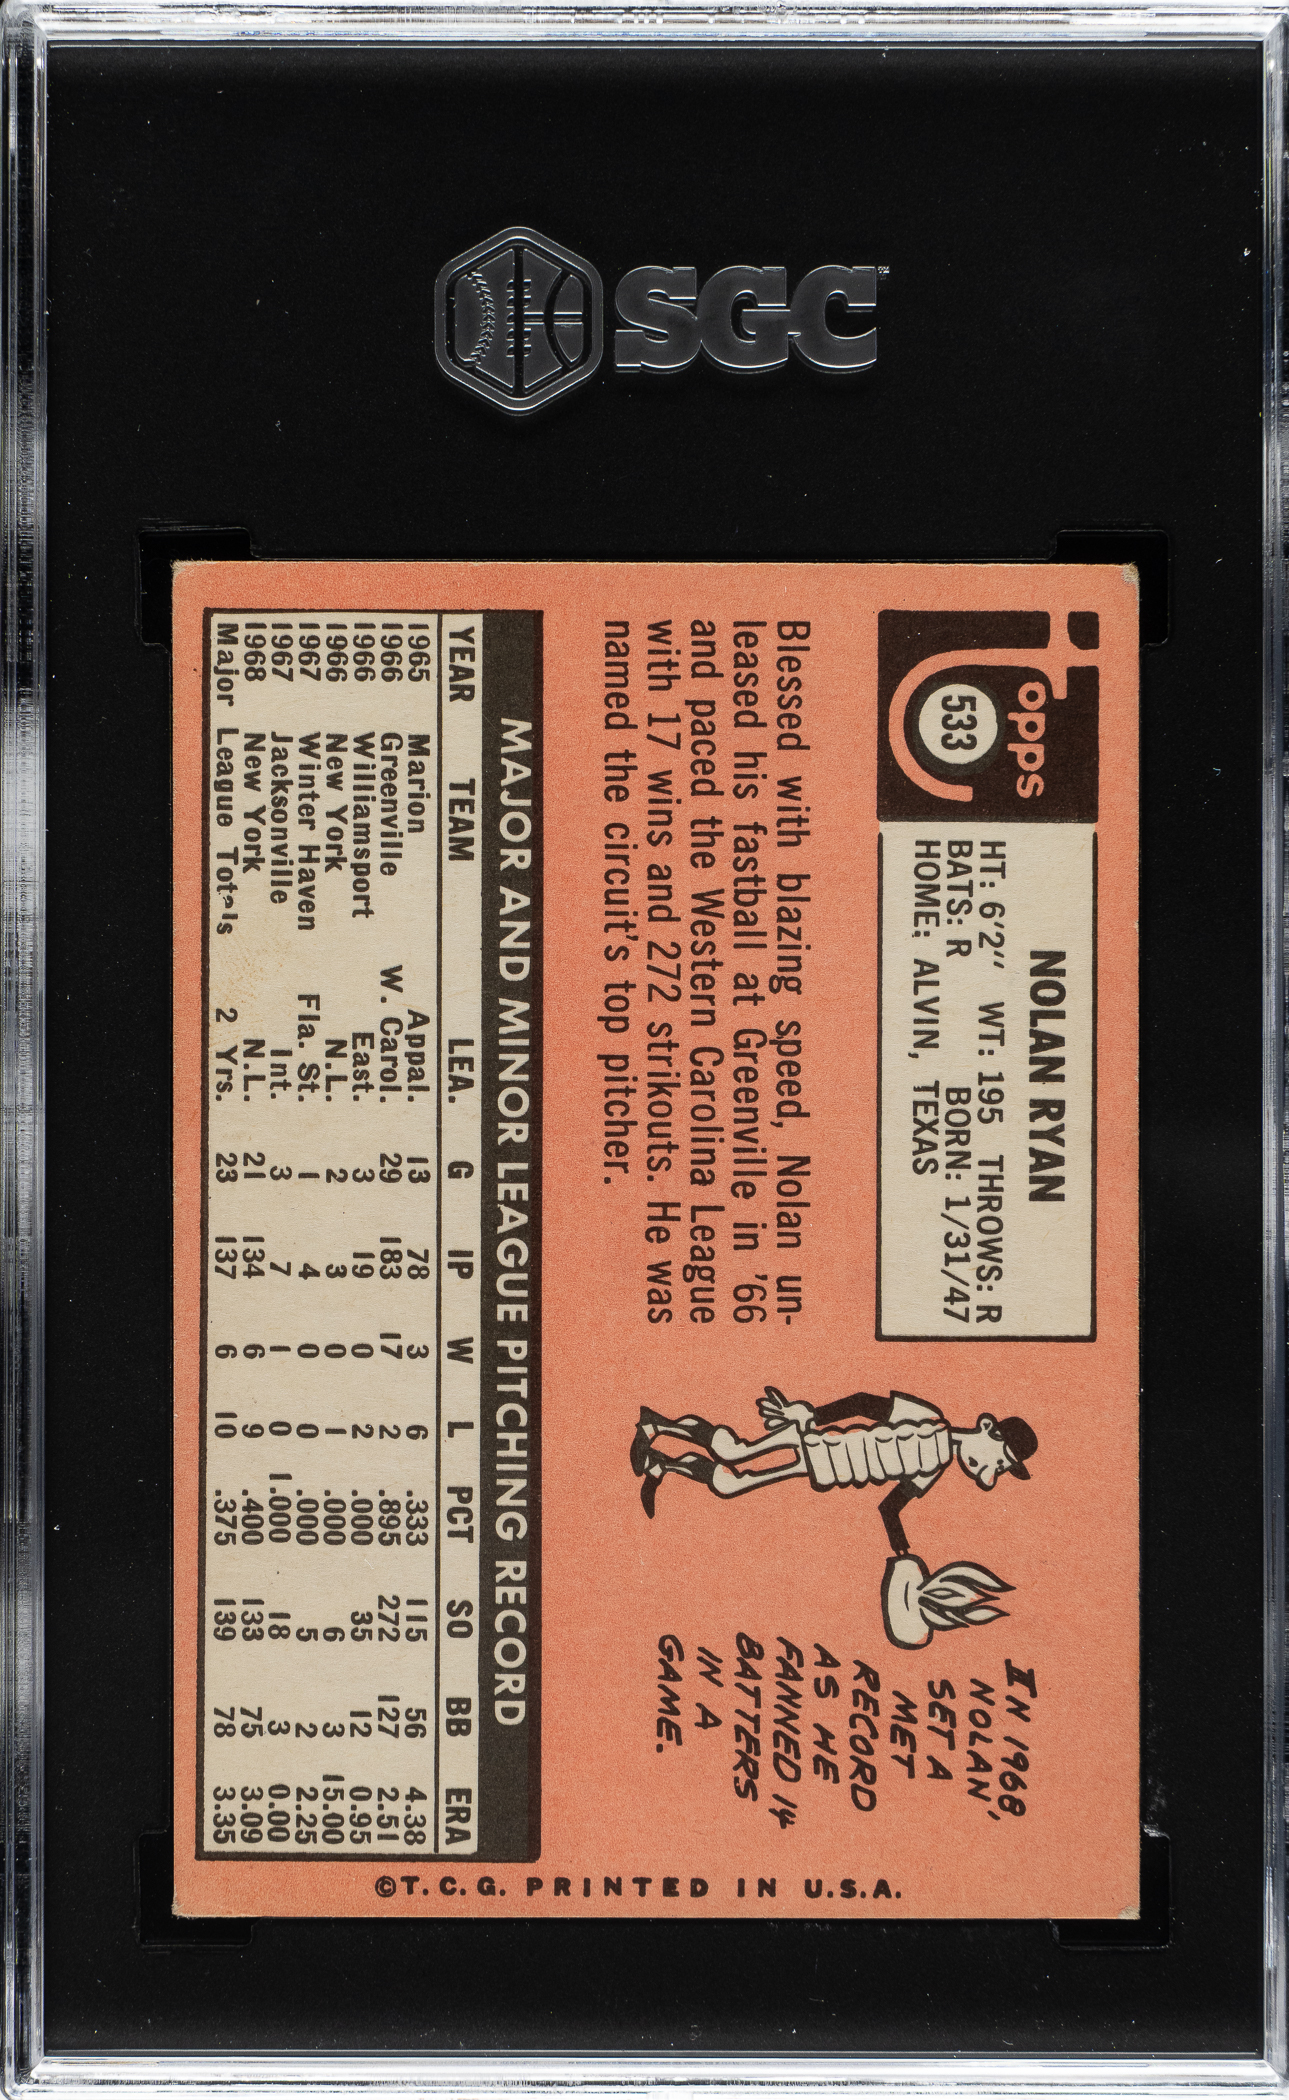 SGC
TM
Topps
533
NOLAN RYAN
HT: 6'2" WT: 195 THROWS: R
BATS: R BORN: 1/31/47
HOME: ALVIN, TEXAS
Blessed with blazing speed, Nolan un-
leased his fastball at Greenville in '66
and paced the Western Carolina League
with 17 wins and 272 strikouts. He was
named the circuit's top pitcher.
IN 1968,
NOLAN
SET A
MET
RECORD
AS HE
FANNED 14
BATTERS
IN A
GAME.
MAJOR AND MINOR LEAGUE PITCHING RECORD
YEAR TEAM LEA. G IP W L PCT SO BB ERA
1965 Marion Appal. 13 78 3 6 .333 115 56 4.38
1966 Greenville W. Carol. 29 183 17 2 .895 272 127 2.51
1966 Williamsport East. 3 19 0 2 .000 35 12 0.95
1966 New York N.L. 2 3 0 1 .000 6 3 15.00
1967 Winter Haven Fla. St. 1 4 0 0 .000 5 2 2.25
1967 Jacksonville Int. 3 7 1 0 1.000 18 3 0.00
1968 New York N.L. 21 134 6 9 .400 133 75 3.09
Major League Totals 2 Yrs. 23 137 6 10 .375 139 78 3.35
©T.C.G. PRINTED IN U.S.A.